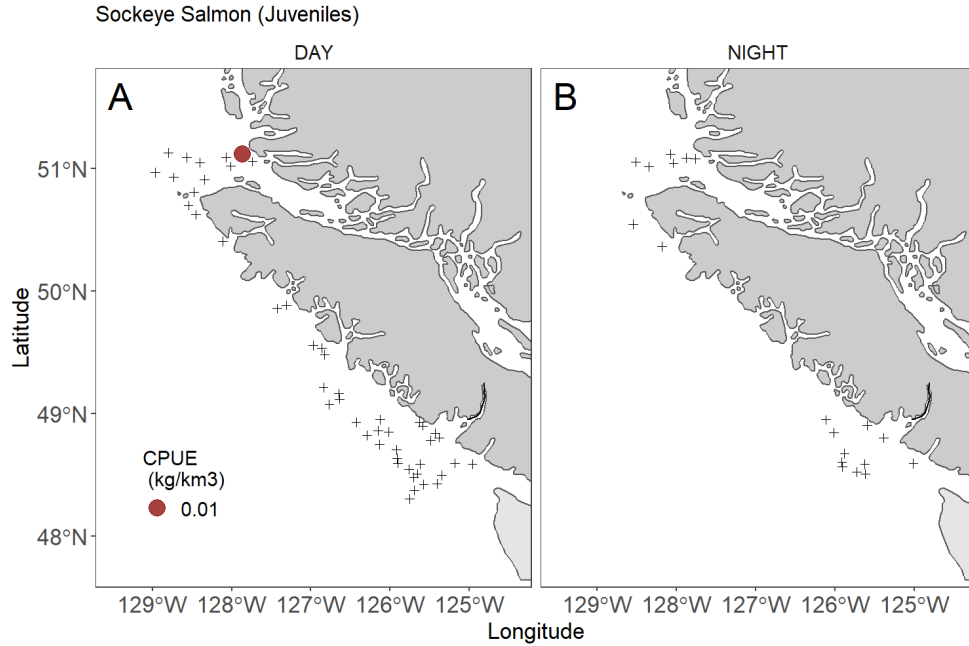 Sockeye Salmon (Juveniles)
DAY
NIGHT
A
B
51°N
50°N
49°N
48°N
Latitude
CPUE
(kg/km3)
0.01
129°W 128°W 127°W 126°W 125°W
129°W 128°W 127°W 126°W 125°W
Longitude